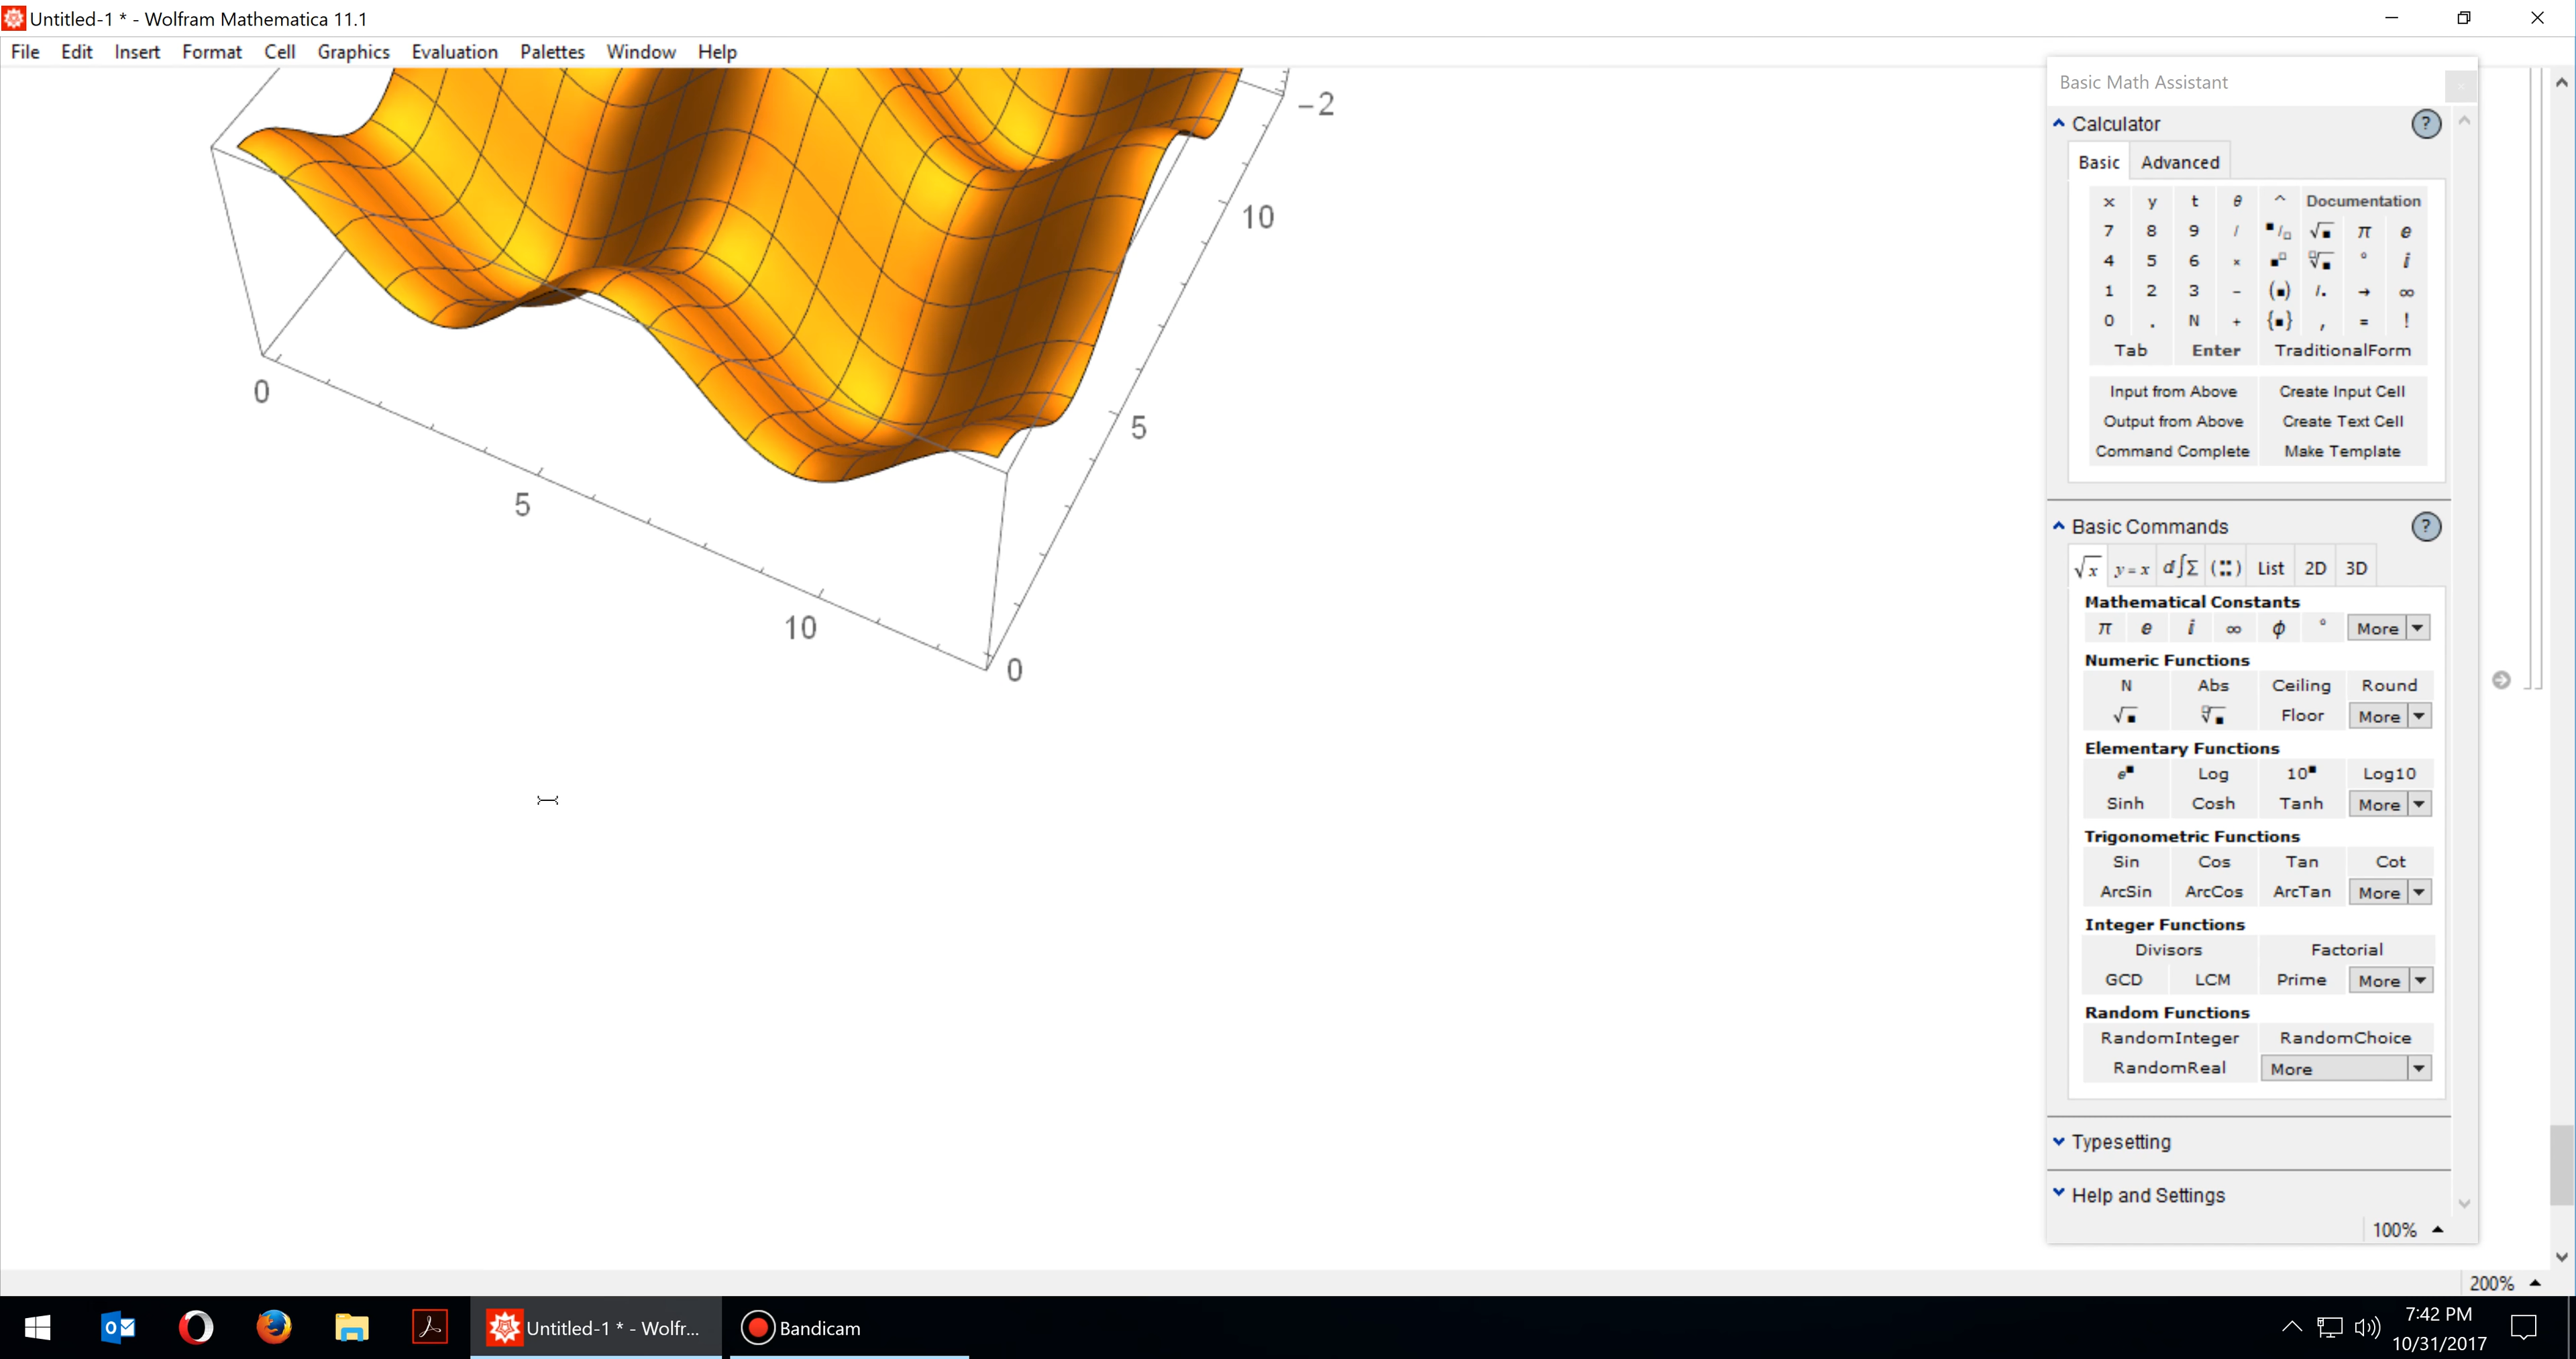 Untitled-1 * - Wolfram Mathematica 11.1
File Edit Insert Format Cell Graphics Evaluation Palettes Window Help
-2
10
5
0
0
5
10
Basic Math Assistant
Calculator ?
Basic Advanced
x y t θ ^ Documentation
7 8 9 / ■/□ √■ π e
4 5 6 × ■□ □√■ ° i
1 2 3 - (■) /. → ∞
0 . N + {■} , = !
Tab Enter TraditionalForm
Input from Above Create Input Cell
Output from Above Create Text Cell
Command Complete Make Template
Basic Commands ?
√x y=x d∫Σ (::) List 2D 3D
Mathematical Constants
π e i ∞ ϕ ° More
Numeric Functions
N Abs Ceiling Round
√■ □√■ Floor More
Elementary Functions
e■ Log 10■ Log10
Sinh Cosh Tanh More
Trigonometric Functions
Sin Cos Tan Cot
ArcSin ArcCos ArcTan More
Integer Functions
Divisors Factorial
GCD LCM Prime More
Random Functions
RandomInteger RandomChoice
RandomReal More
Typesetting
Help and Settings
100%
200%
Untitled-1 * - Wolfr...
Bandicam
7:42 PM
10/31/2017